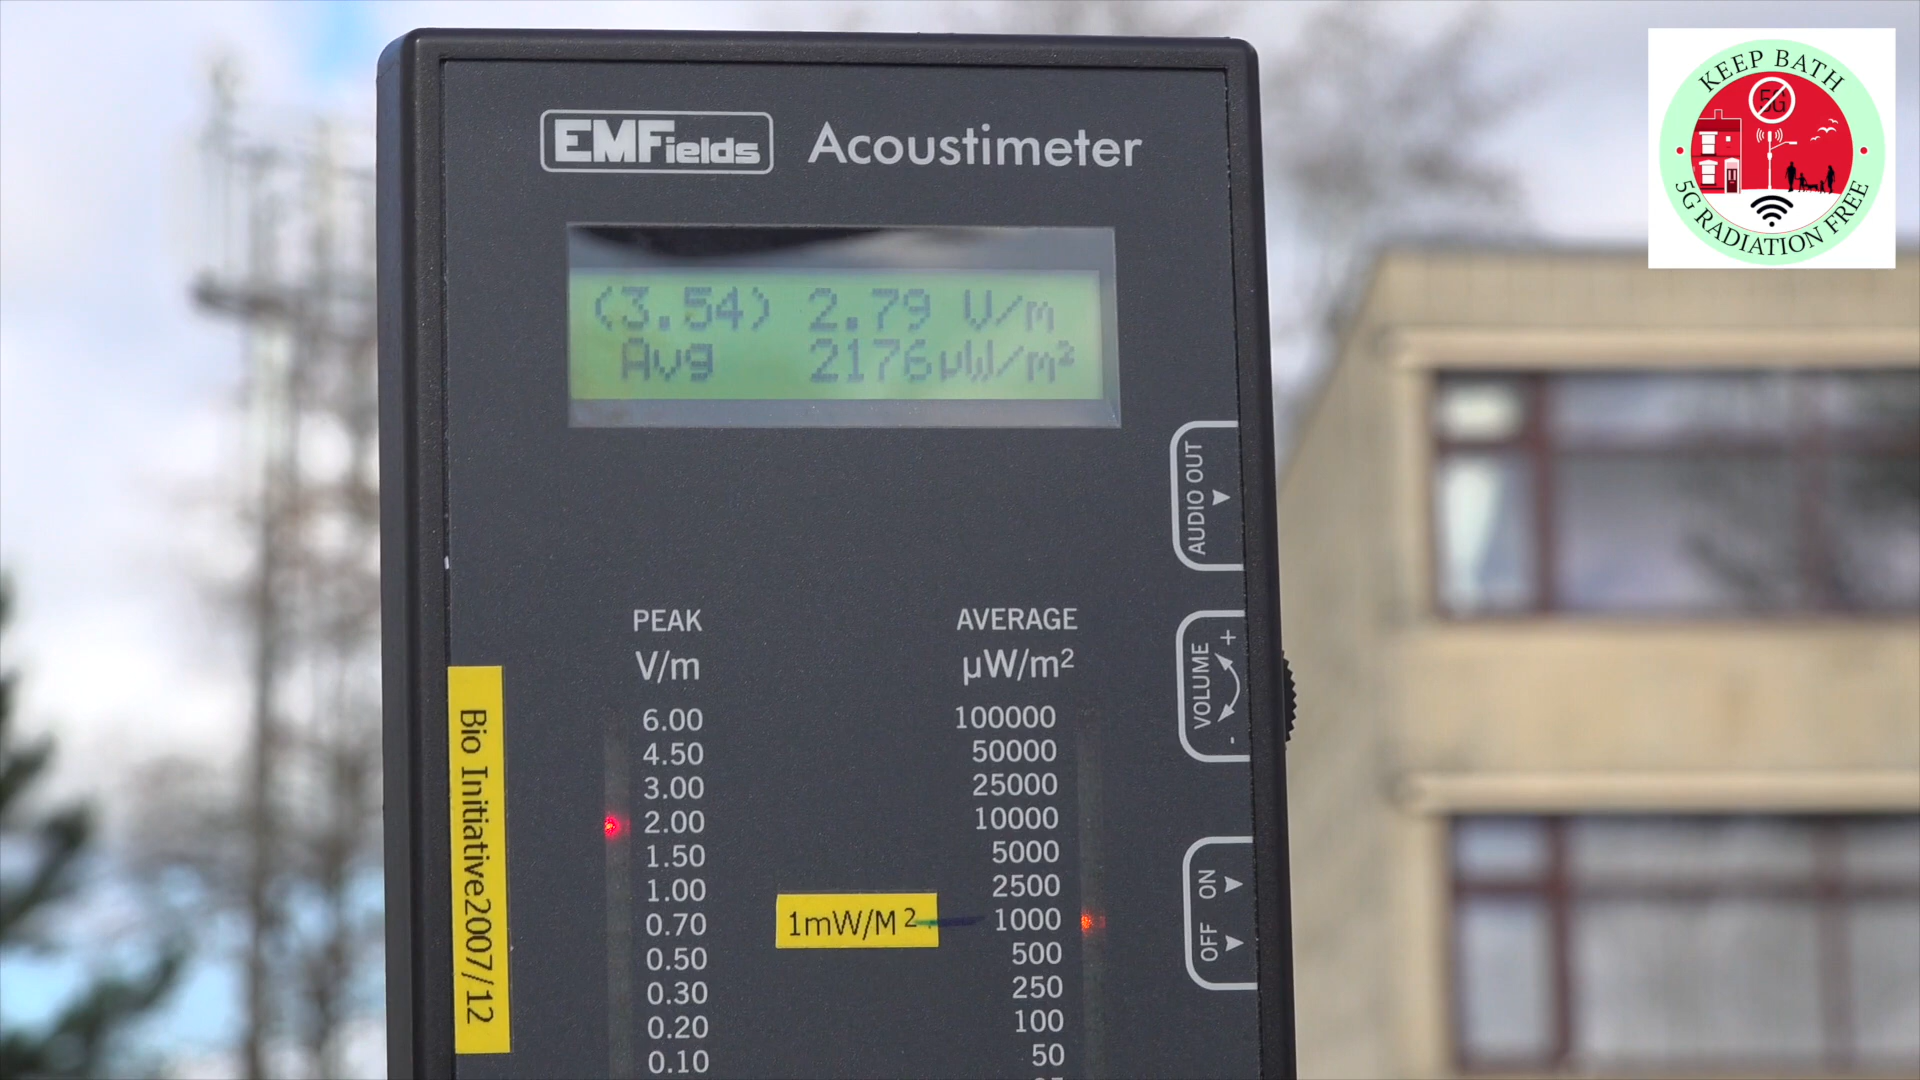 EMFields Acoustimeter
(3.54) 2.79 V/m
Avg 2176µW/m²
AUDIO OUT
VOLUME
+
-
ON
OFF
PEAK
V/m
6.00
4.50
3.00
2.00
1.50
1.00
0.70
0.50
0.30
0.20
0.10
AVERAGE
µW/m²
100000
50000
25000
10000
5000
2500
1000
500
250
100
50
1mW/M²
Bio Initiative2007/12
KEEP BATH
5G
5G RADIATION FREE